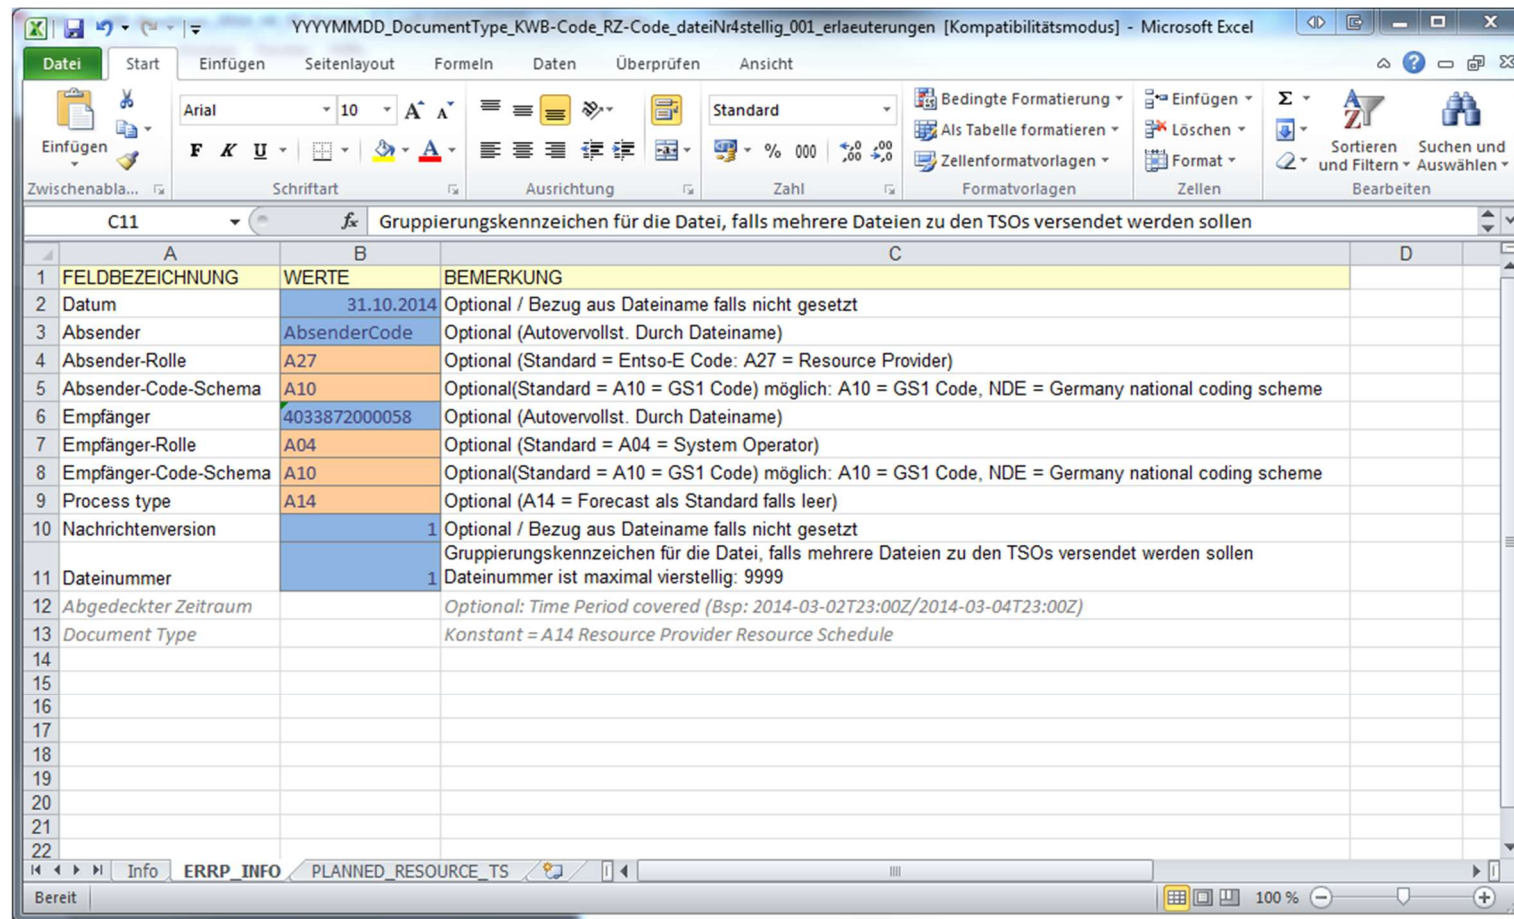 YYYYMMDD_DocumentType_KWB-Code_RZ-Code_dateiNr4stellig_001_erlaeuterungen [Kompatibilitätsmodus] - Microsoft Excel
Datei Start Einfügen Seitenlayout Formeln Daten Überprüfen Ansicht
Arial 10 Standard Bedingte Formatierung Einfügen
Als Tabelle formatieren Löschen
Einfügen F K U % 000 Zellenformatvorlagen Format Sortieren und Filtern Suchen und Auswählen
Zwischenabla... Schriftart Ausrichtung Zahl Formatvorlagen Zellen Bearbeiten
C11 fx Gruppierungskennzeichen für die Datei, falls mehrere Dateien zu den TSOs versendet werden sollen
A B C D
1 FELDBEZEICHNUNG WERTE BEMERKUNG
2 Datum 31.10.2014 Optional / Bezug aus Dateiname falls nicht gesetzt
3 Absender AbsenderCode Optional (Autovervollst. Durch Dateiname)
4 Absender-Rolle A27 Optional (Standard = Entso-E Code: A27 = Resource Provider)
5 Absender-Code-Schema A10 Optional(Standard = A10 = GS1 Code) möglich: A10 = GS1 Code, NDE = Germany national coding scheme
6 Empfänger 4033872000058 Optional (Autovervollst. Durch Dateiname)
7 Empfänger-Rolle A04 Optional (Standard = A04 = System Operator)
8 Empfänger-Code-Schema A10 Optional(Standard = A10 = GS1 Code) möglich: A10 = GS1 Code, NDE = Germany national coding scheme
9 Process type A14 Optional (A14 = Forecast als Standard falls leer)
10 Nachrichtenversion 1 Optional / Bezug aus Dateiname falls nicht gesetzt
Gruppierungskennzeichen für die Datei, falls mehrere Dateien zu den TSOs versendet werden sollen
11 Dateinummer 1 Dateinummer ist maximal vierstellig: 9999
12 Abgedeckter Zeitraum Optional: Time Period covered (Bsp: 2014-03-02T23:00Z/2014-03-04T23:00Z)
13 Document Type Konstant = A14 Resource Provider Resource Schedule
14
15
16
17
18
19
20
21
22
Info ERRP_INFO PLANNED_RESOURCE_TS
Bereit 100 %